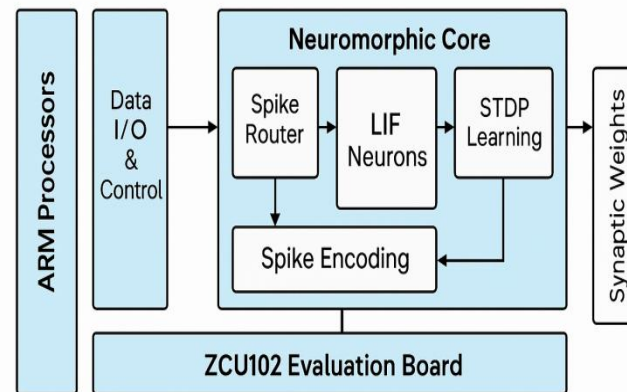 ARM Processors
Data
I/O
&
Control
Neuromorphic Core
Spike
Router
LIF
Neurons
STDP
Learning
Spike Encoding
Synaptic Weights
ZCU102 Evaluation Board